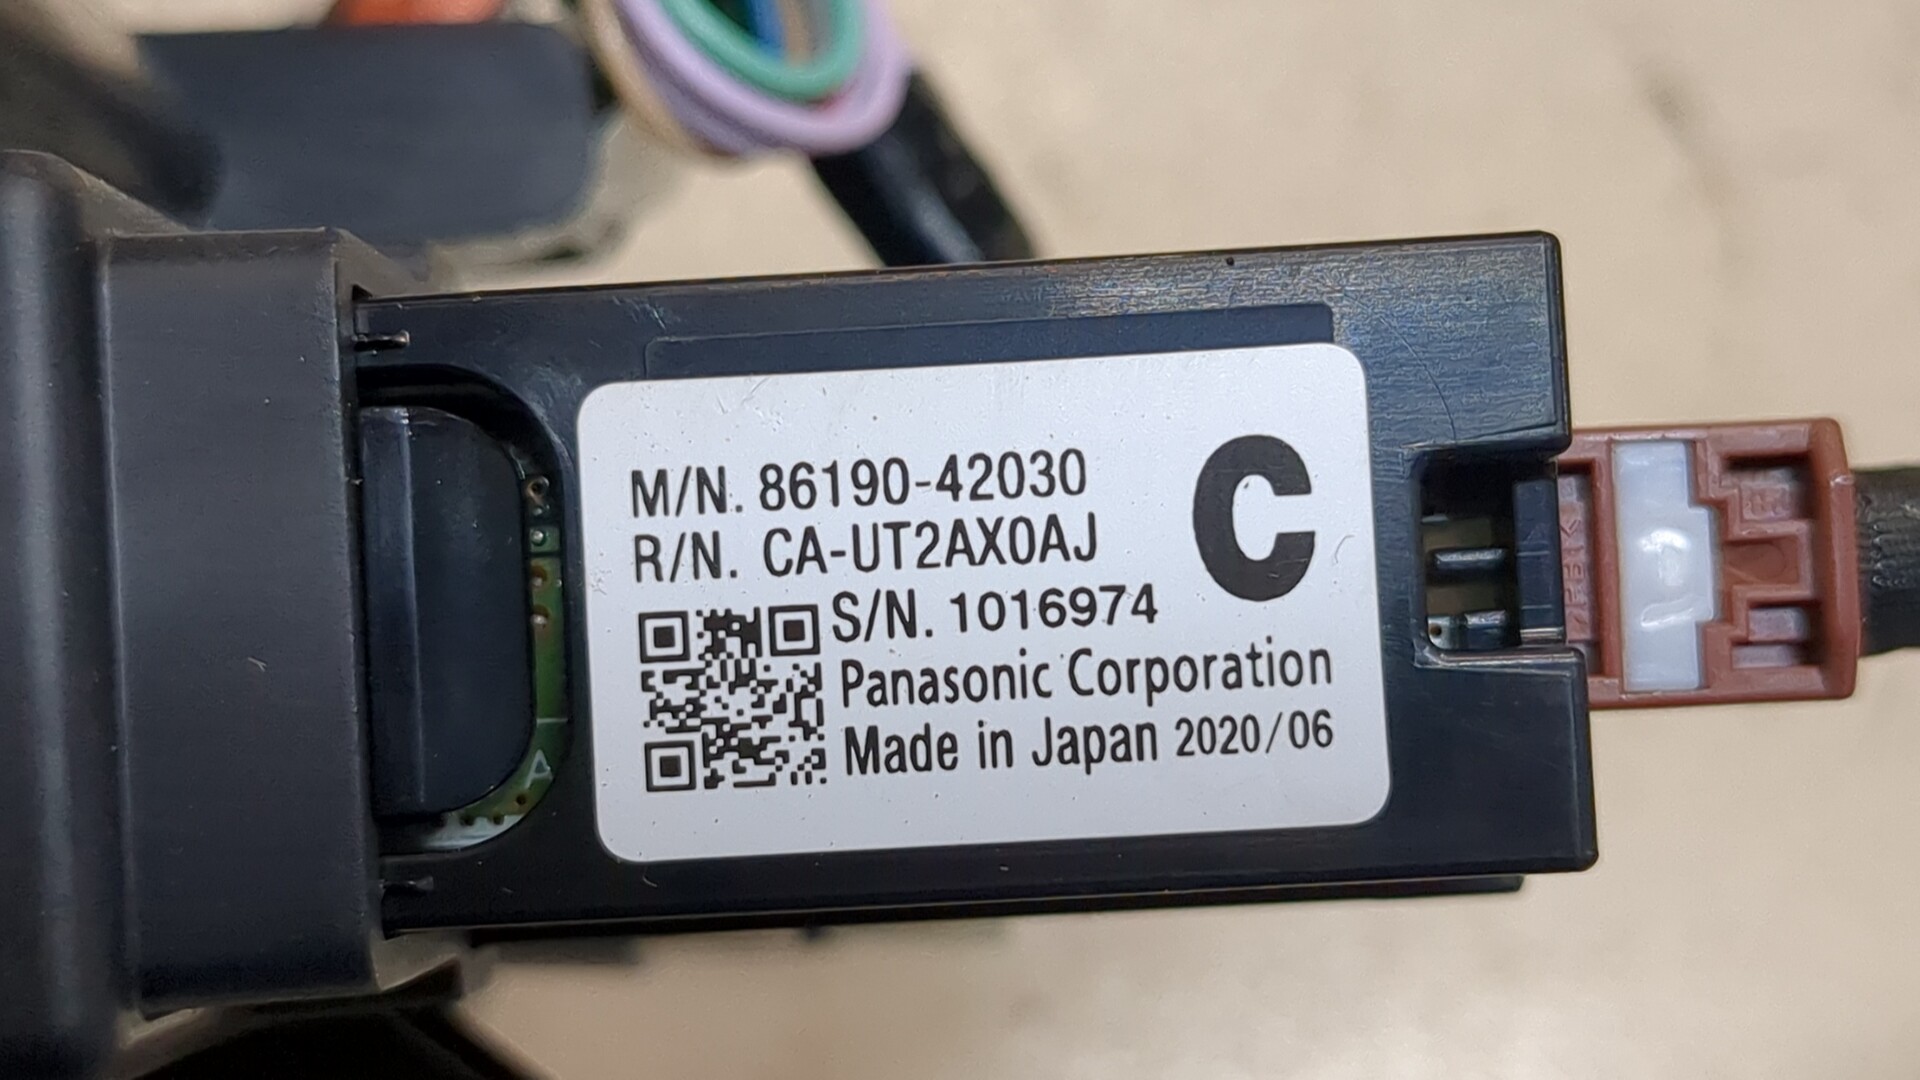 M/N. 86190-42030
R/N. CA-UT2AX0AJ
C
S/N. 1016974
Panasonic Corporation
Made in Japan 2020/06
A